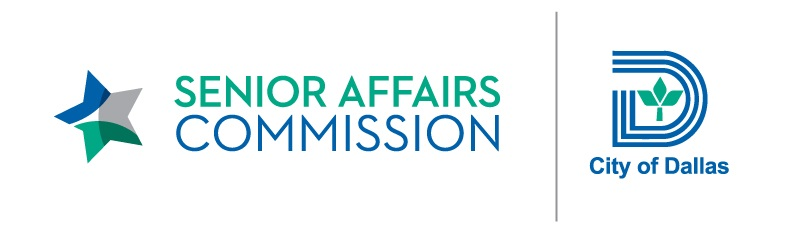 SENIOR AFFAIRS
COMMISSION
City of Dallas